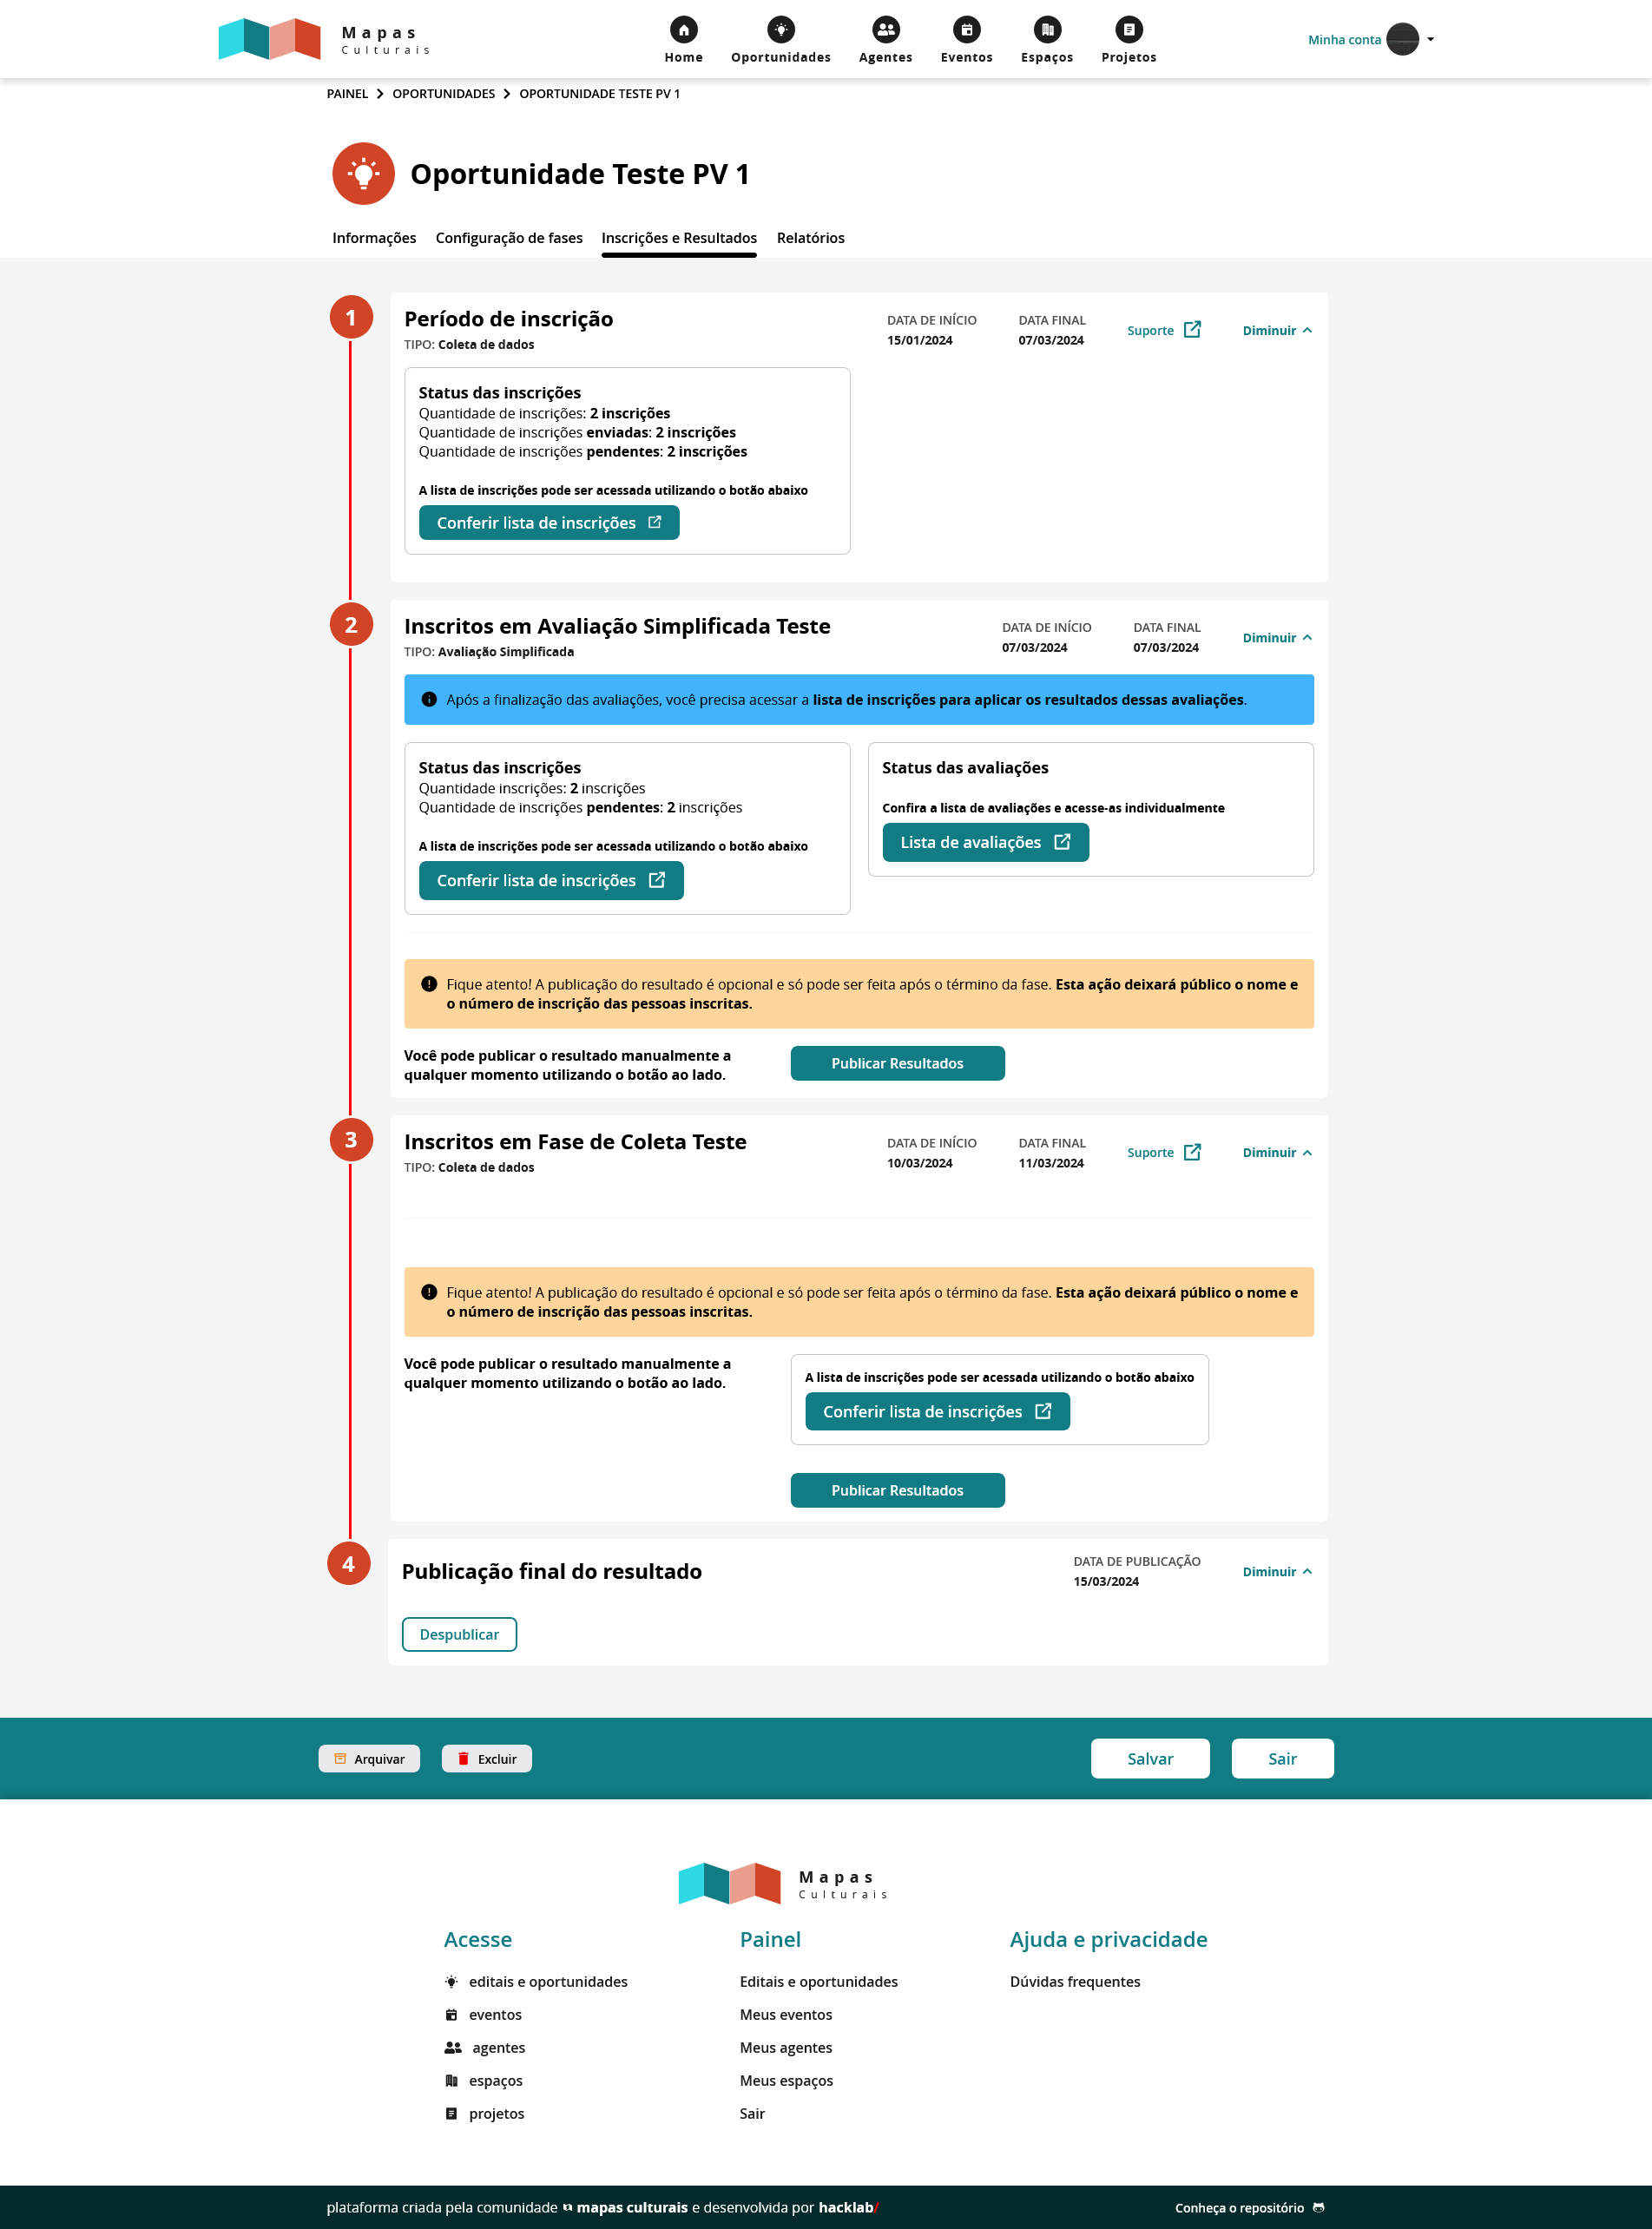 Mapas
Culturais
Home
Oportunidades
Agentes
Eventos
Espaços
Projetos
Minha conta
PAINEL
OPORTUNIDADES
OPORTUNIDADE TESTE PV 1
Oportunidade Teste PV 1
Informações
Configuração de fases
Inscrições e Resultados
Relatórios
1
Período de inscrição
TIPO: Coleta de dados
DATA DE INÍCIO
15/01/2024
DATA FINAL
07/03/2024
Suporte
Diminuir
Status das inscrições
Quantidade de inscrições: 2 inscrições
Quantidade de inscrições enviadas: 2 inscrições
Quantidade de inscrições pendentes: 2 inscrições
A lista de inscrições pode ser acessada utilizando o botão abaixo
Conferir lista de inscrições
2
Inscritos em Avaliação Simplificada Teste
TIPO: Avaliação Simplificada
DATA DE INÍCIO
07/03/2024
DATA FINAL
07/03/2024
Diminuir
Após a finalização das avaliações, você precisa acessar a lista de inscrições para aplicar os resultados dessas avaliações.
Status das inscrições
Quantidade inscrições: 2 inscrições
Quantidade de inscrições pendentes: 2 inscrições
A lista de inscrições pode ser acessada utilizando o botão abaixo
Conferir lista de inscrições
Status das avaliações
Confira a lista de avaliações e acesse-as individualmente
Lista de avaliações
Fique atento! A publicação do resultado é opcional e só pode ser feita após o término da fase. Esta ação deixará público o nome e
o número de inscrição das pessoas inscritas.
Você pode publicar o resultado manualmente a
qualquer momento utilizando o botão ao lado.
Publicar Resultados
3
Inscritos em Fase de Coleta Teste
TIPO: Coleta de dados
DATA DE INÍCIO
10/03/2024
DATA FINAL
11/03/2024
Suporte
Diminuir
Fique atento! A publicação do resultado é opcional e só pode ser feita após o término da fase. Esta ação deixará público o nome e
o número de inscrição das pessoas inscritas.
Você pode publicar o resultado manualmente a
qualquer momento utilizando o botão ao lado.
A lista de inscrições pode ser acessada utilizando o botão abaixo
Conferir lista de inscrições
Publicar Resultados
4
Publicação final do resultado
DATA DE PUBLICAÇÃO
15/03/2024
Diminuir
Despublicar
Arquivar
Excluir
Salvar
Sair
Mapas
Culturais
Acesse
editais e oportunidades
eventos
agentes
espaços
projetos
Painel
Editais e oportunidades
Meus eventos
Meus agentes
Meus espaços
Sair
Ajuda e privacidade
Dúvidas frequentes
plataforma criada pela comunidade mapas culturais e desenvolvida por hacklab/
Conheça o repositório